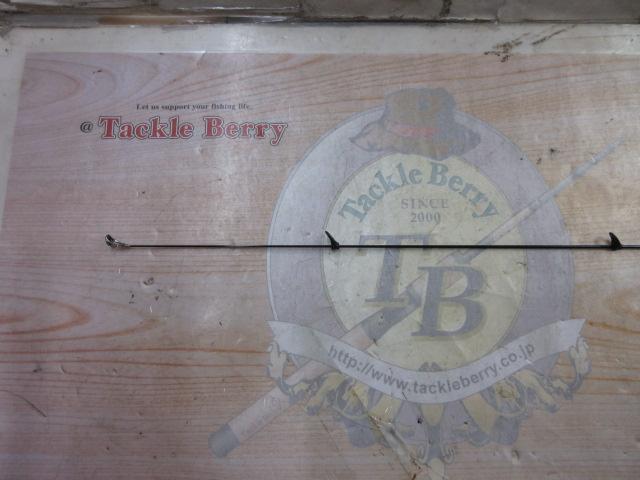 Let us support your fishing life.
@ Tackle Berry
Tackle Berry
SINCE
2000
TB
http://www.tackleberry.co.jp